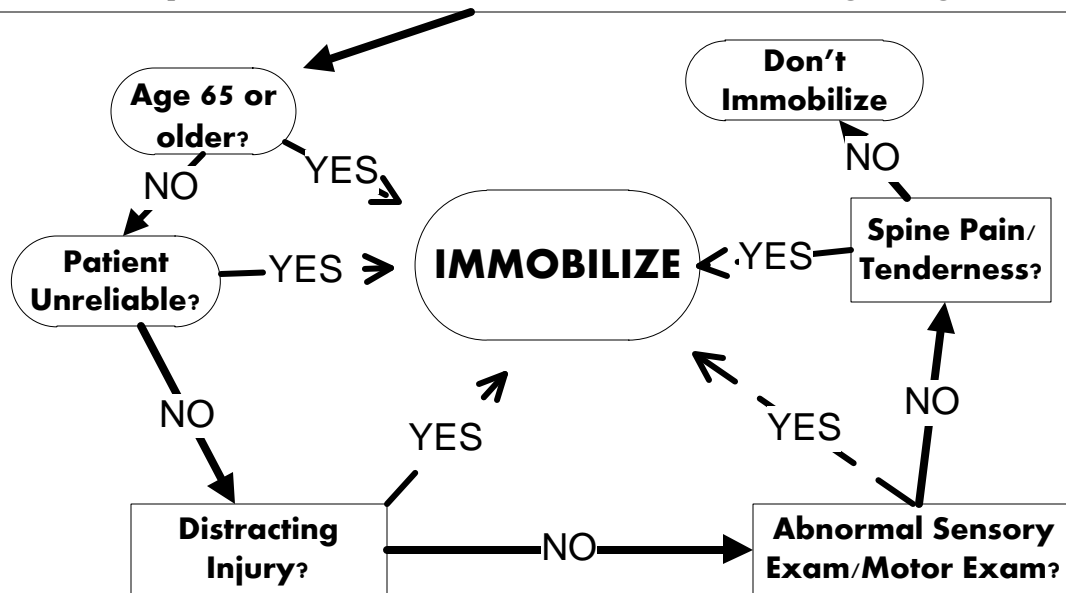 Age 65 or
older?
YES
NO
Patient
Unreliable?
YES
NO
Distracting
Injury?
YES
NO
Abnormal Sensory
Exam/Motor Exam?
YES
NO
Spine Pain/
Tenderness?
YES
NO
Don't
Immobilize
IMMOBILIZE